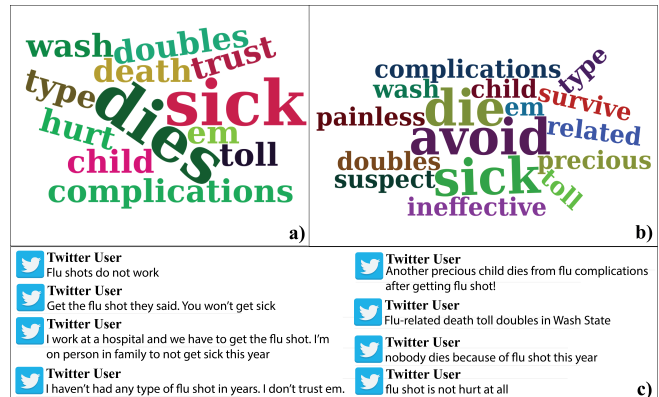 wash
doubles
death
trust
type
dies
sick
hurt
em
child
toll
complications
a)
complications
type
wash
child
survive
die
em
painless
avoid
related
doubles
precious
suspect
sick
toll
ineffective
b)
Twitter User
Flu shots do not work
Twitter User
Get the flu shot they said. You won't get sick
Twitter User
I work at a hospital and we have to get the flu shot. I'm
on person in family to not get sick this year
Twitter User
I haven't had any type of flu shot in years. I don't trust em.
Twitter User
Another precious child dies from flu complications
after getting flu shot!
Twitter User
Flu-related death toll doubles in Wash State
Twitter User
nobody dies because of flu shot this year
Twitter User
flu shot is not hurt at all
c)